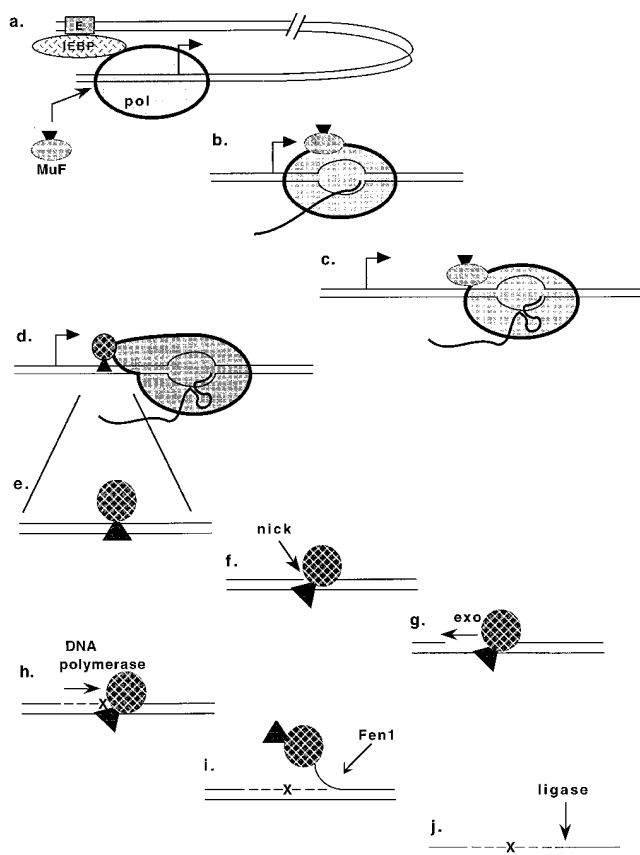 a.
E
IEBP
pol
MuF
b.
c.
d.
e.
nick
f.
exo
g.
DNA
polymerase
h.
X
Fen1
i.
X
ligase
j.
X